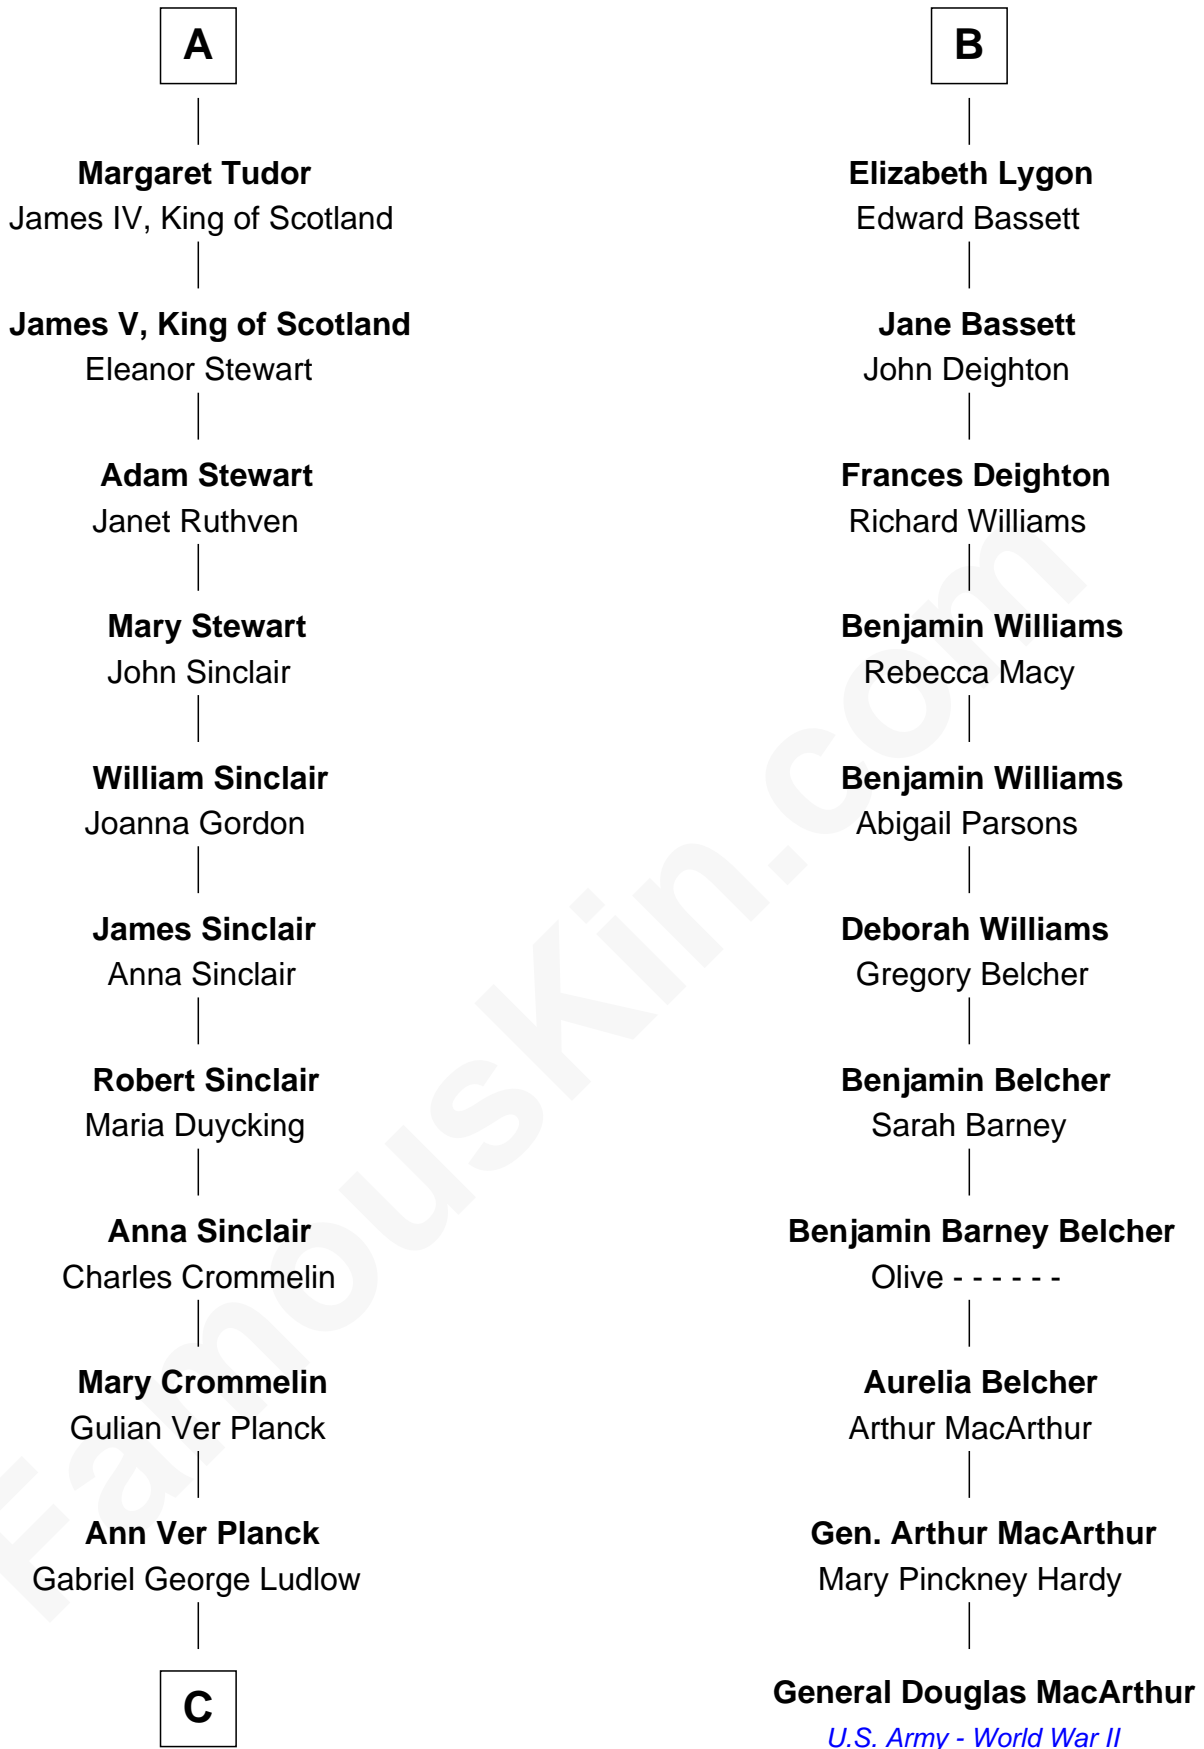 A
Margaret Tudor
James IV, King of Scotland
James V, King of Scotland
Eleanor Stewart
Adam Stewart
Janet Ruthven
Mary Stewart
John Sinclair
William Sinclair
Joanna Gordon
James Sinclair
Anna Sinclair
Robert Sinclair
Maria Duycking
Anna Sinclair
Charles Crommelin
Mary Crommelin
Gulian Ver Planck
Ann Ver Planck
Gabriel George Ludlow
C
B
Elizabeth Lygon
Edward Bassett
Jane Bassett
John Deighton
Frances Deighton
Richard Williams
Benjamin Williams
Rebecca Macy
Benjamin Williams
Abigail Parsons
Deborah Williams
Gregory Belcher
Benjamin Belcher
Sarah Barney
Benjamin Barney Belcher
Olive - - - - - -
Aurelia Belcher
Arthur MacArthur
Gen. Arthur MacArthur
Mary Pinckney Hardy
General Douglas MacArthur
U.S. Army - World War II
FamousKin.com